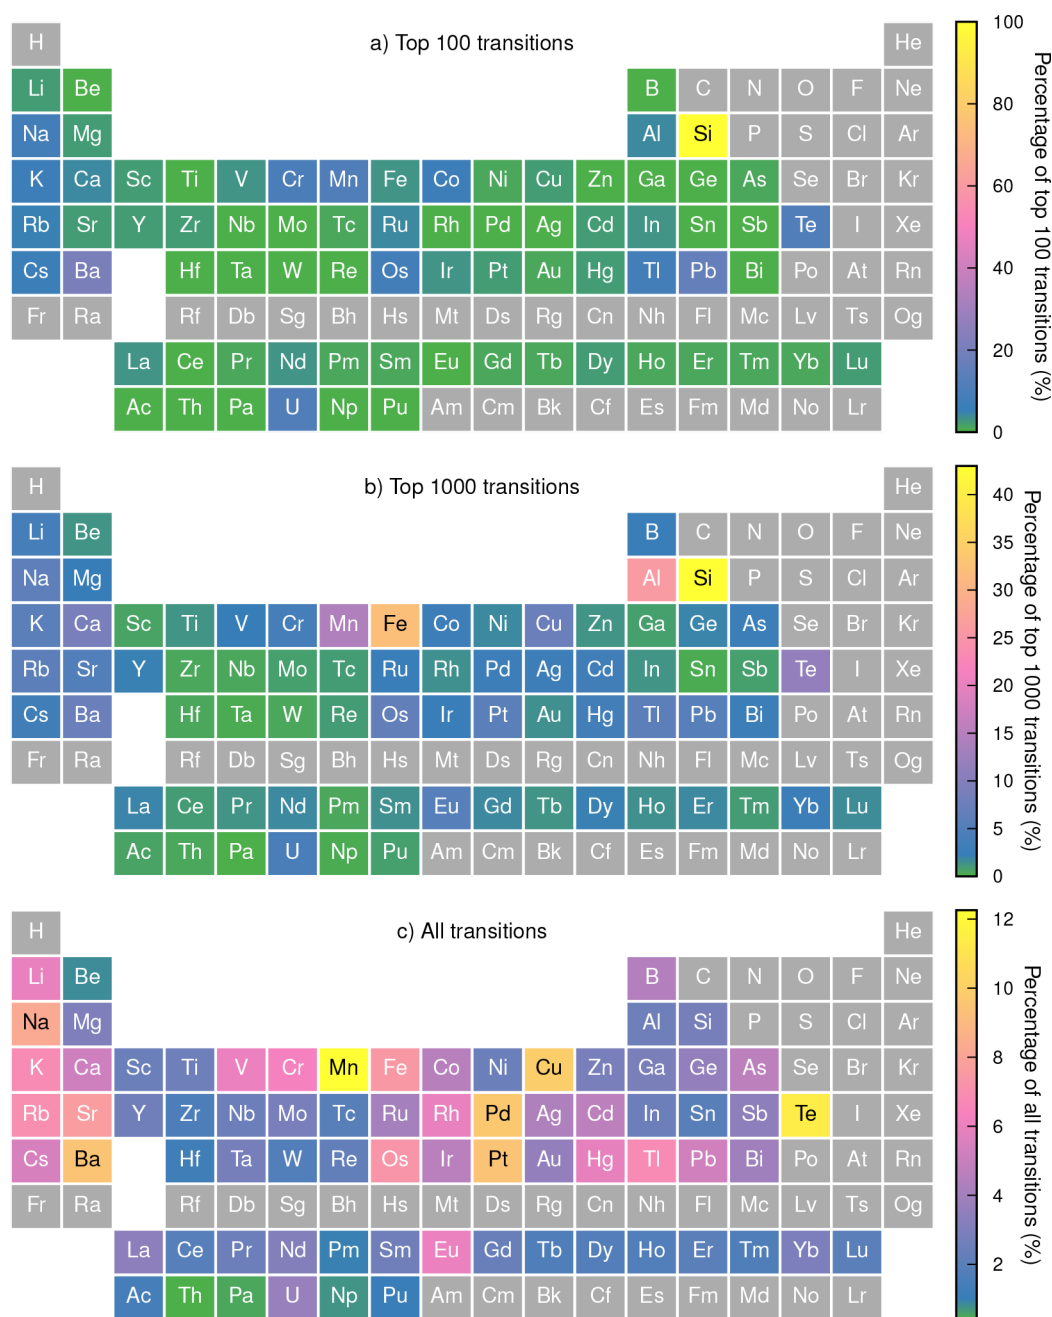 a) Top 100 transitions
H He
Li Be B C N O F Ne
Na Mg Al Si P S Cl Ar
K Ca Sc Ti V Cr Mn Fe Co Ni Cu Zn Ga Ge As Se Br Kr
Rb Sr Y Zr Nb Mo Tc Ru Rh Pd Ag Cd In Sn Sb Te I Xe
Cs Ba Hf Ta W Re Os Ir Pt Au Hg Tl Pb Bi Po At Rn
Fr Ra Rf Db Sg Bh Hs Mt Ds Rg Cn Nh Fl Mc Lv Ts Og
La Ce Pr Nd Pm Sm Eu Gd Tb Dy Ho Er Tm Yb Lu
Ac Th Pa U Np Pu Am Cm Bk Cf Es Fm Md No Lr
100
80
60
40
20
0
Percentage of top 100 transitions (%)
b) Top 1000 transitions
H He
Li Be B C N O F Ne
Na Mg Al Si P S Cl Ar
K Ca Sc Ti V Cr Mn Fe Co Ni Cu Zn Ga Ge As Se Br Kr
Rb Sr Y Zr Nb Mo Tc Ru Rh Pd Ag Cd In Sn Sb Te I Xe
Cs Ba Hf Ta W Re Os Ir Pt Au Hg Tl Pb Bi Po At Rn
Fr Ra Rf Db Sg Bh Hs Mt Ds Rg Cn Nh Fl Mc Lv Ts Og
La Ce Pr Nd Pm Sm Eu Gd Tb Dy Ho Er Tm Yb Lu
Ac Th Pa U Np Pu Am Cm Bk Cf Es Fm Md No Lr
40
35
30
25
20
15
10
5
0
Percentage of top 1000 transitions (%)
c) All transitions
H He
Li Be B C N O F Ne
Na Mg Al Si P S Cl Ar
K Ca Sc Ti V Cr Mn Fe Co Ni Cu Zn Ga Ge As Se Br Kr
Rb Sr Y Zr Nb Mo Tc Ru Rh Pd Ag Cd In Sn Sb Te I Xe
Cs Ba Hf Ta W Re Os Ir Pt Au Hg Tl Pb Bi Po At Rn
Fr Ra Rf Db Sg Bh Hs Mt Ds Rg Cn Nh Fl Mc Lv Ts Og
La Ce Pr Nd Pm Sm Eu Gd Tb Dy Ho Er Tm Yb Lu
Ac Th Pa U Np Pu Am Cm Bk Cf Es Fm Md No Lr
12
10
8
6
4
2
Percentage of all transitions (%)